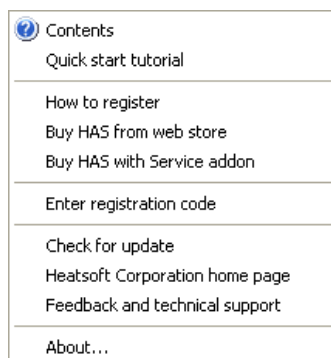 Contents
Quick start tutorial
How to register
Buy HAS from web store
Buy HAS with Service addon
Enter registration code
Check for update
Heatsoft Corporation home page
Feedback and technical support
About...